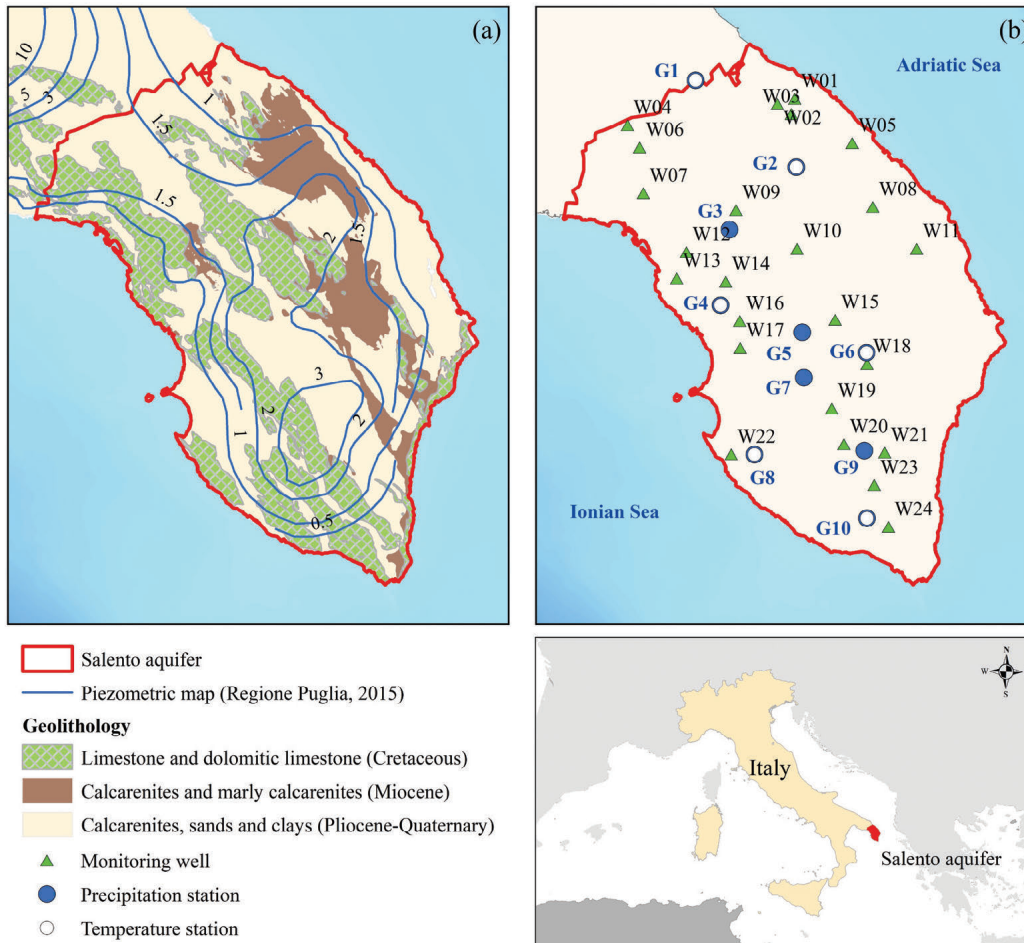 (a)
10
5
3
1
1.5
1.5
2
1.5
3
2
2
1
0.5
(b)
Adriatic Sea
G1
W01
W03
W02
W04
W05
W06
G2
W07
W08
W09
G3
W10
W11
W12
W13
W14
G4
W16
W15
W17
G5
G6
W18
G7
W19
W20
W21
W22
G9
G8
W23
Ionian Sea
W24
G10
Salento aquifer
Piezometric map (Regione Puglia, 2015)
Geolithology
Limestone and dolomitic limestone (Cretaceous)
Calcarenites and marly calcarenites (Miocene)
Calcarenites, sands and clays (Pliocene-Quaternary)
Monitoring well
Precipitation station
Temperature station
N
W E
S
Italy
Salento aquifer